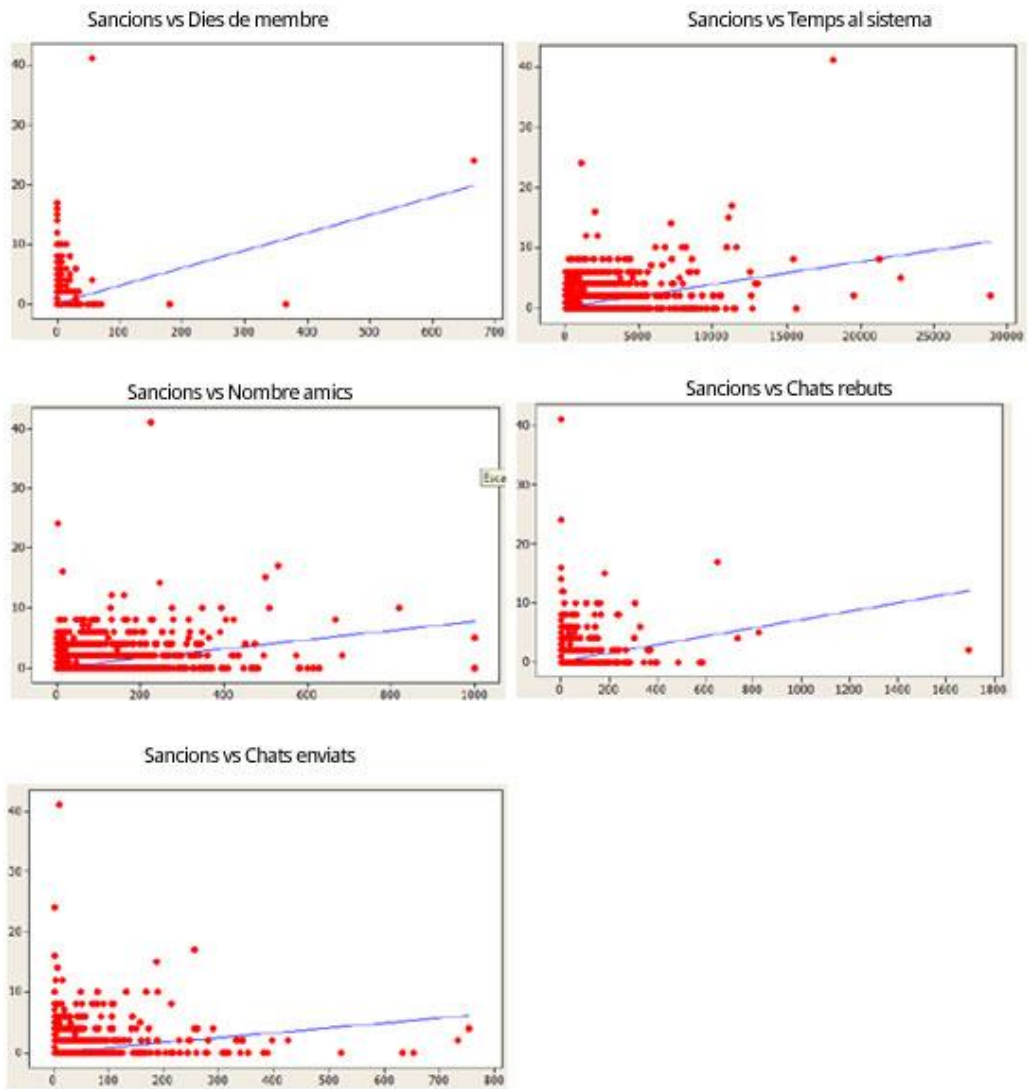 Sancions vs Dies de membre
40
30
20
10
0
0 100 200 300 400 500 600 700
Sancions vs Temps al sistema
40
30
20
10
0
0 5000 10000 15000 20000 25000 30000
Sancions vs Nombre amics
40
30
20
10
0
0 200 400 600 800 1000
Esca
Sancions vs Chats rebuts
40
30
20
10
0
0 200 400 600 800 1000 1200 1400 1600 1800
Sancions vs Chats enviats
40
30
20
10
0
0 100 200 300 400 500 600 700 800